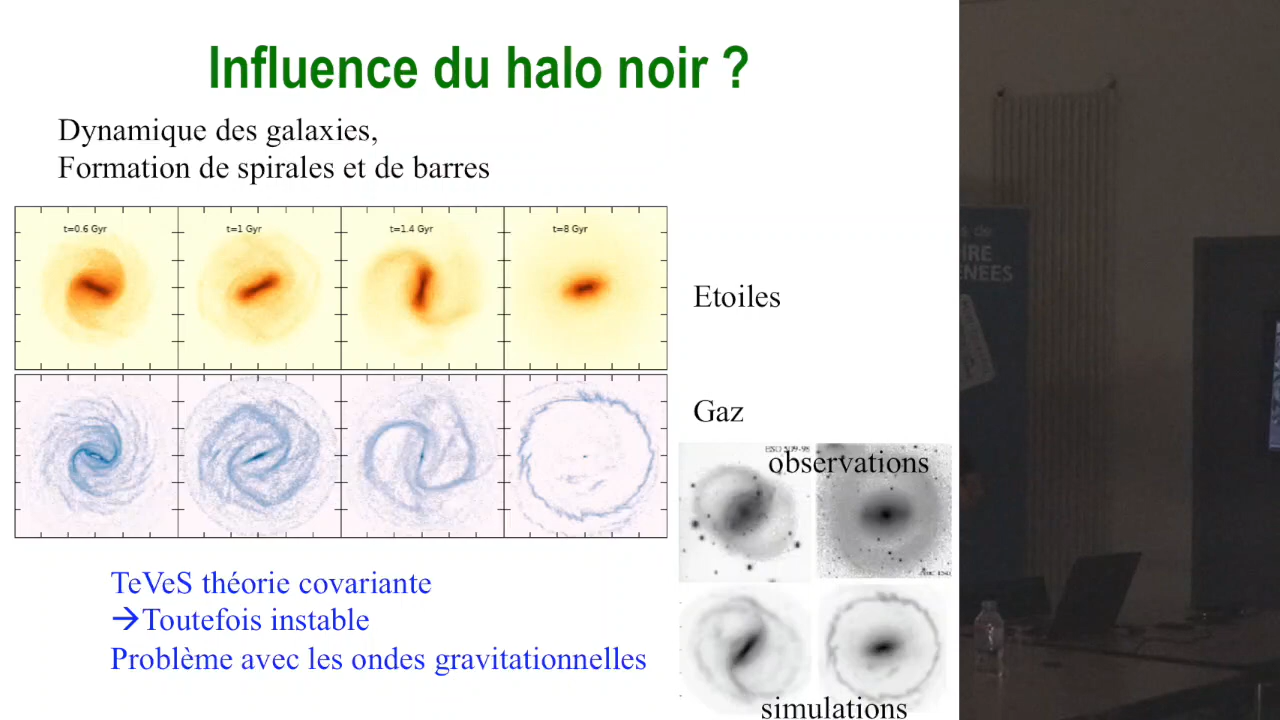 Influence du halo noir ?
Dynamique des galaxies,
Formation de spirales et de barres
t=0.6 Gyr
t=1 Gyr
t=1.4 Gyr
t=8 Gyr
Etoiles
Gaz
observations
simulations
TeVeS théorie covariante
→Toutefois instable
Problème avec les ondes gravitationnelles